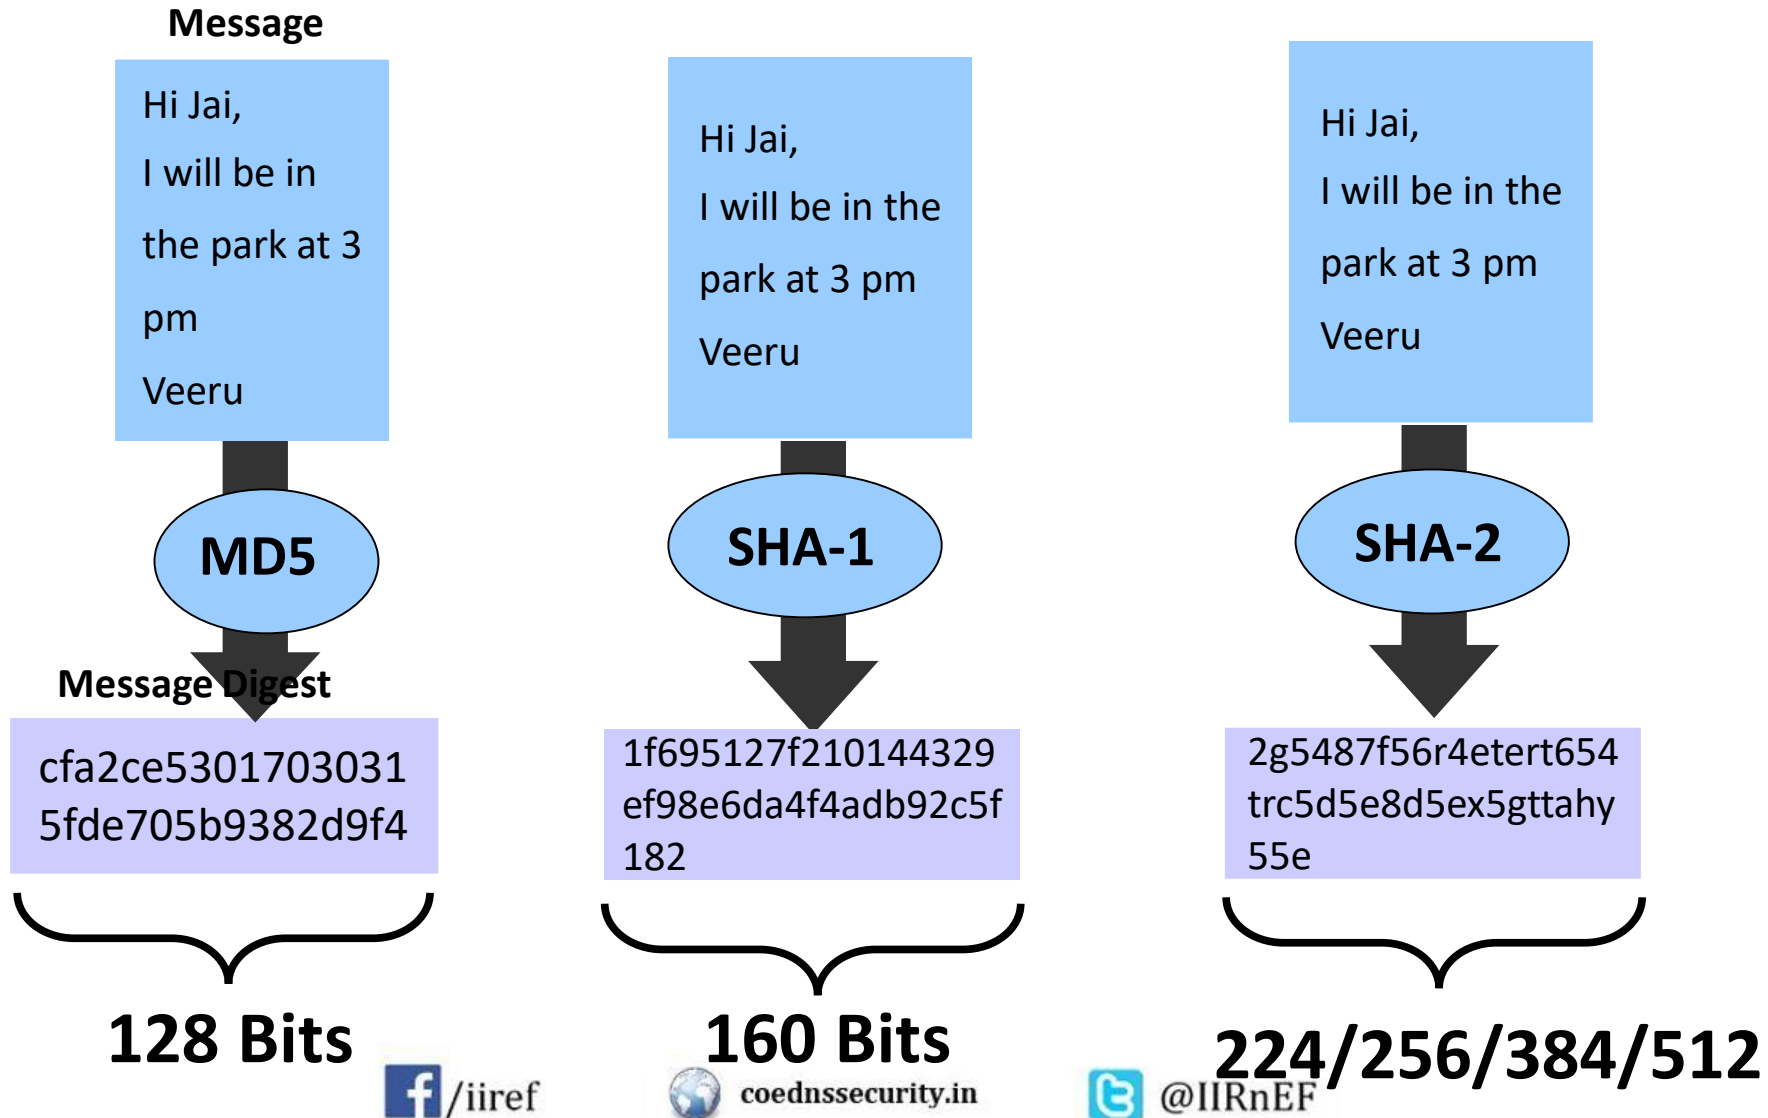 Message
Hi Jai,
I will be in
the park at 3
pm
Veeru
MD5
Message Digest
cfa2ce5301703031
5fde705b9382d9f4
128 Bits
Hi Jai,
I will be in the
park at 3 pm
Veeru
SHA-1
1f695127f210144329
ef98e6da4f4adb92c5f
182
160 Bits
Hi Jai,
I will be in the
park at 3 pm
Veeru
SHA-2
2g5487f56r4etert654
trc5d5e8d5ex5gttahy
55e
224/256/384/512
/iiref
coednssecurity.in
@IIRnEF